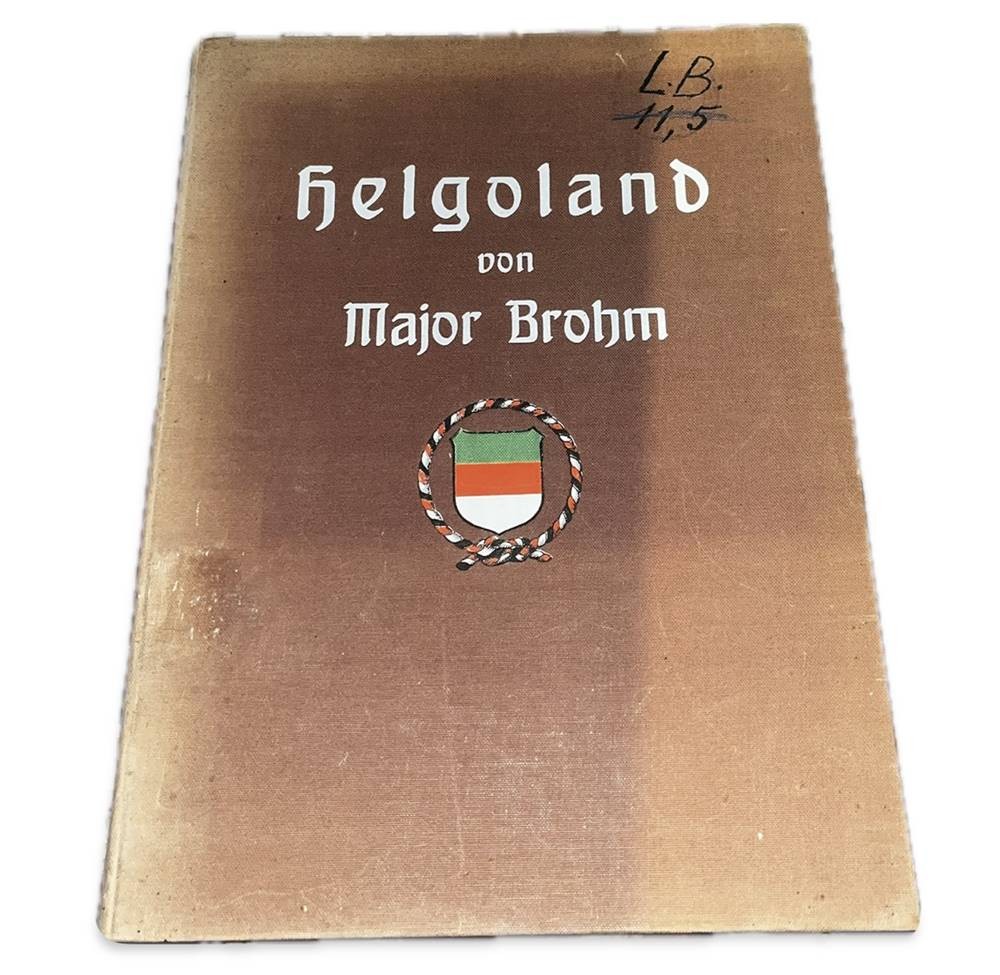 L.B.
11,5
Helgoland
von
Major Brohm